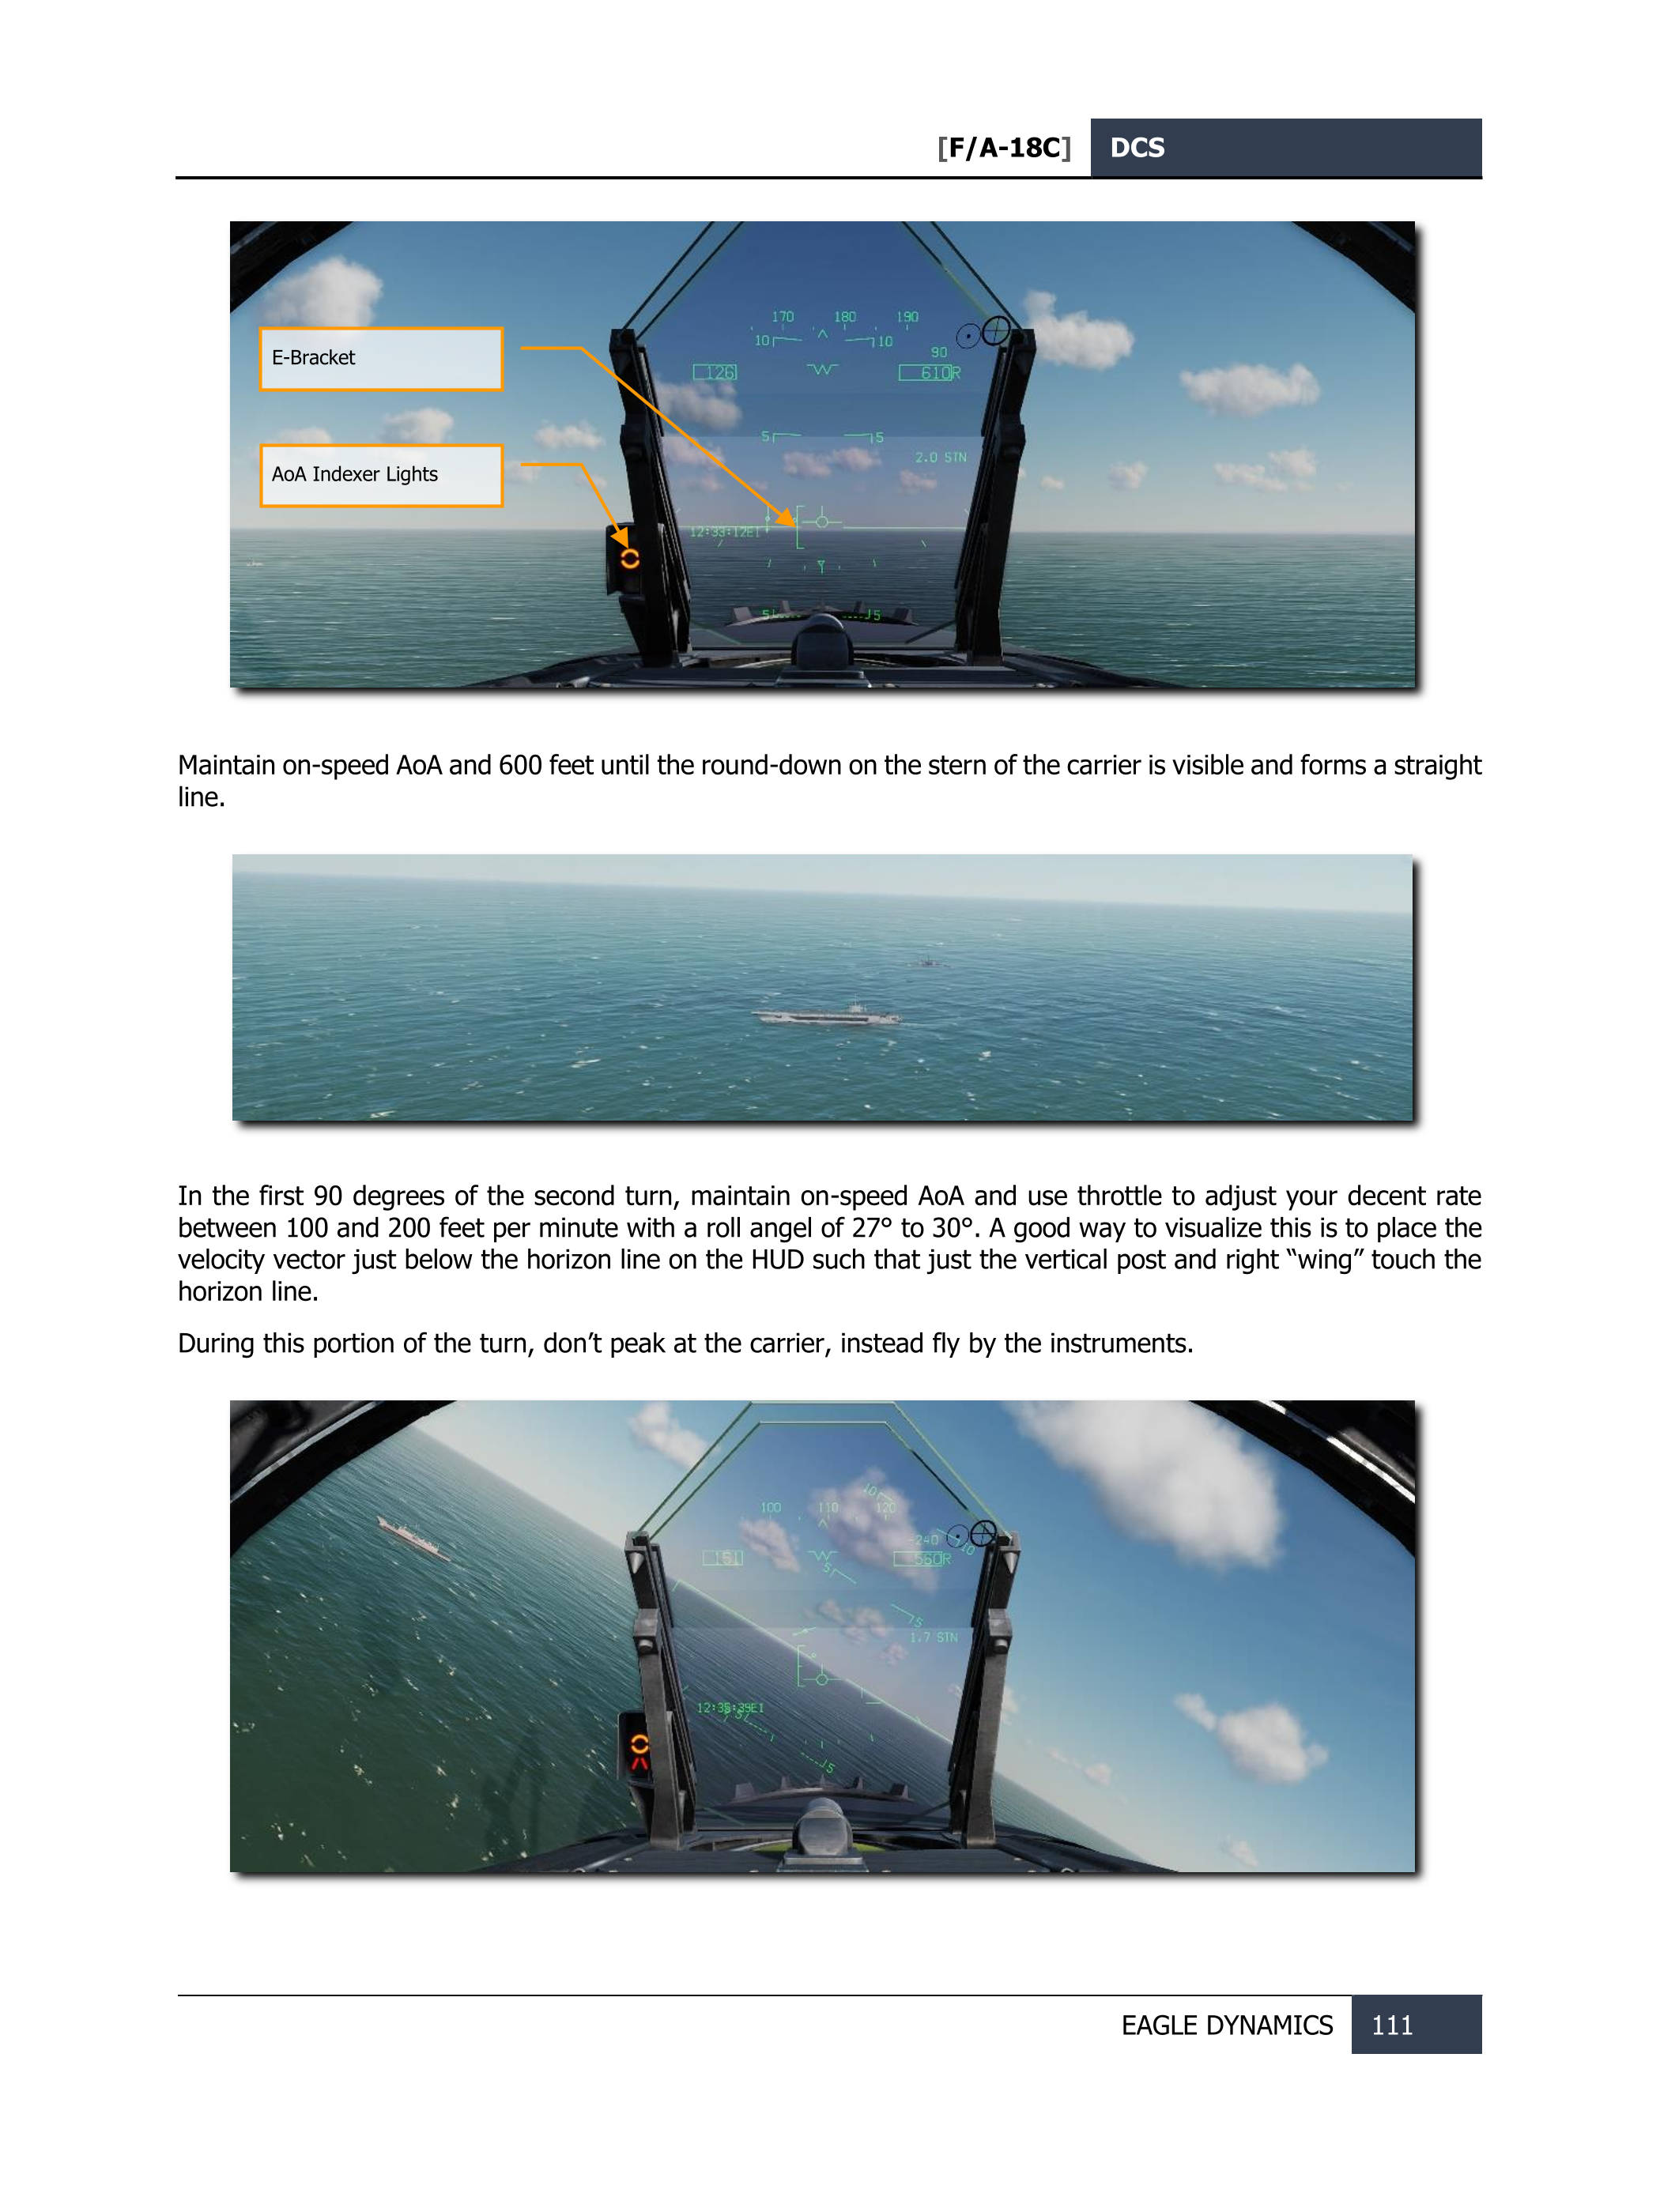 [F/A-18C] DCS
170 180 190
10 10
90
126 610R
E-Bracket
5 5
2.0 STN
AoA Indexer Lights
12:33:12EI
5 5
Maintain on-speed AoA and 600 feet until the round-down on the stern of the carrier is visible and forms a straight
line.
In the first 90 degrees of the second turn, maintain on-speed AoA and use throttle to adjust your decent rate
between 100 and 200 feet per minute with a roll angel of 27° to 30°. A good way to visualize this is to place the
velocity vector just below the horizon line on the HUD such that just the vertical post and right “wing” touch the
horizon line.
During this portion of the turn, don’t peak at the carrier, instead fly by the instruments.
10
100 110 120
-240 10
151 560R
5
5
1.7 STN
5
5
EAGLE DYNAMICS 111